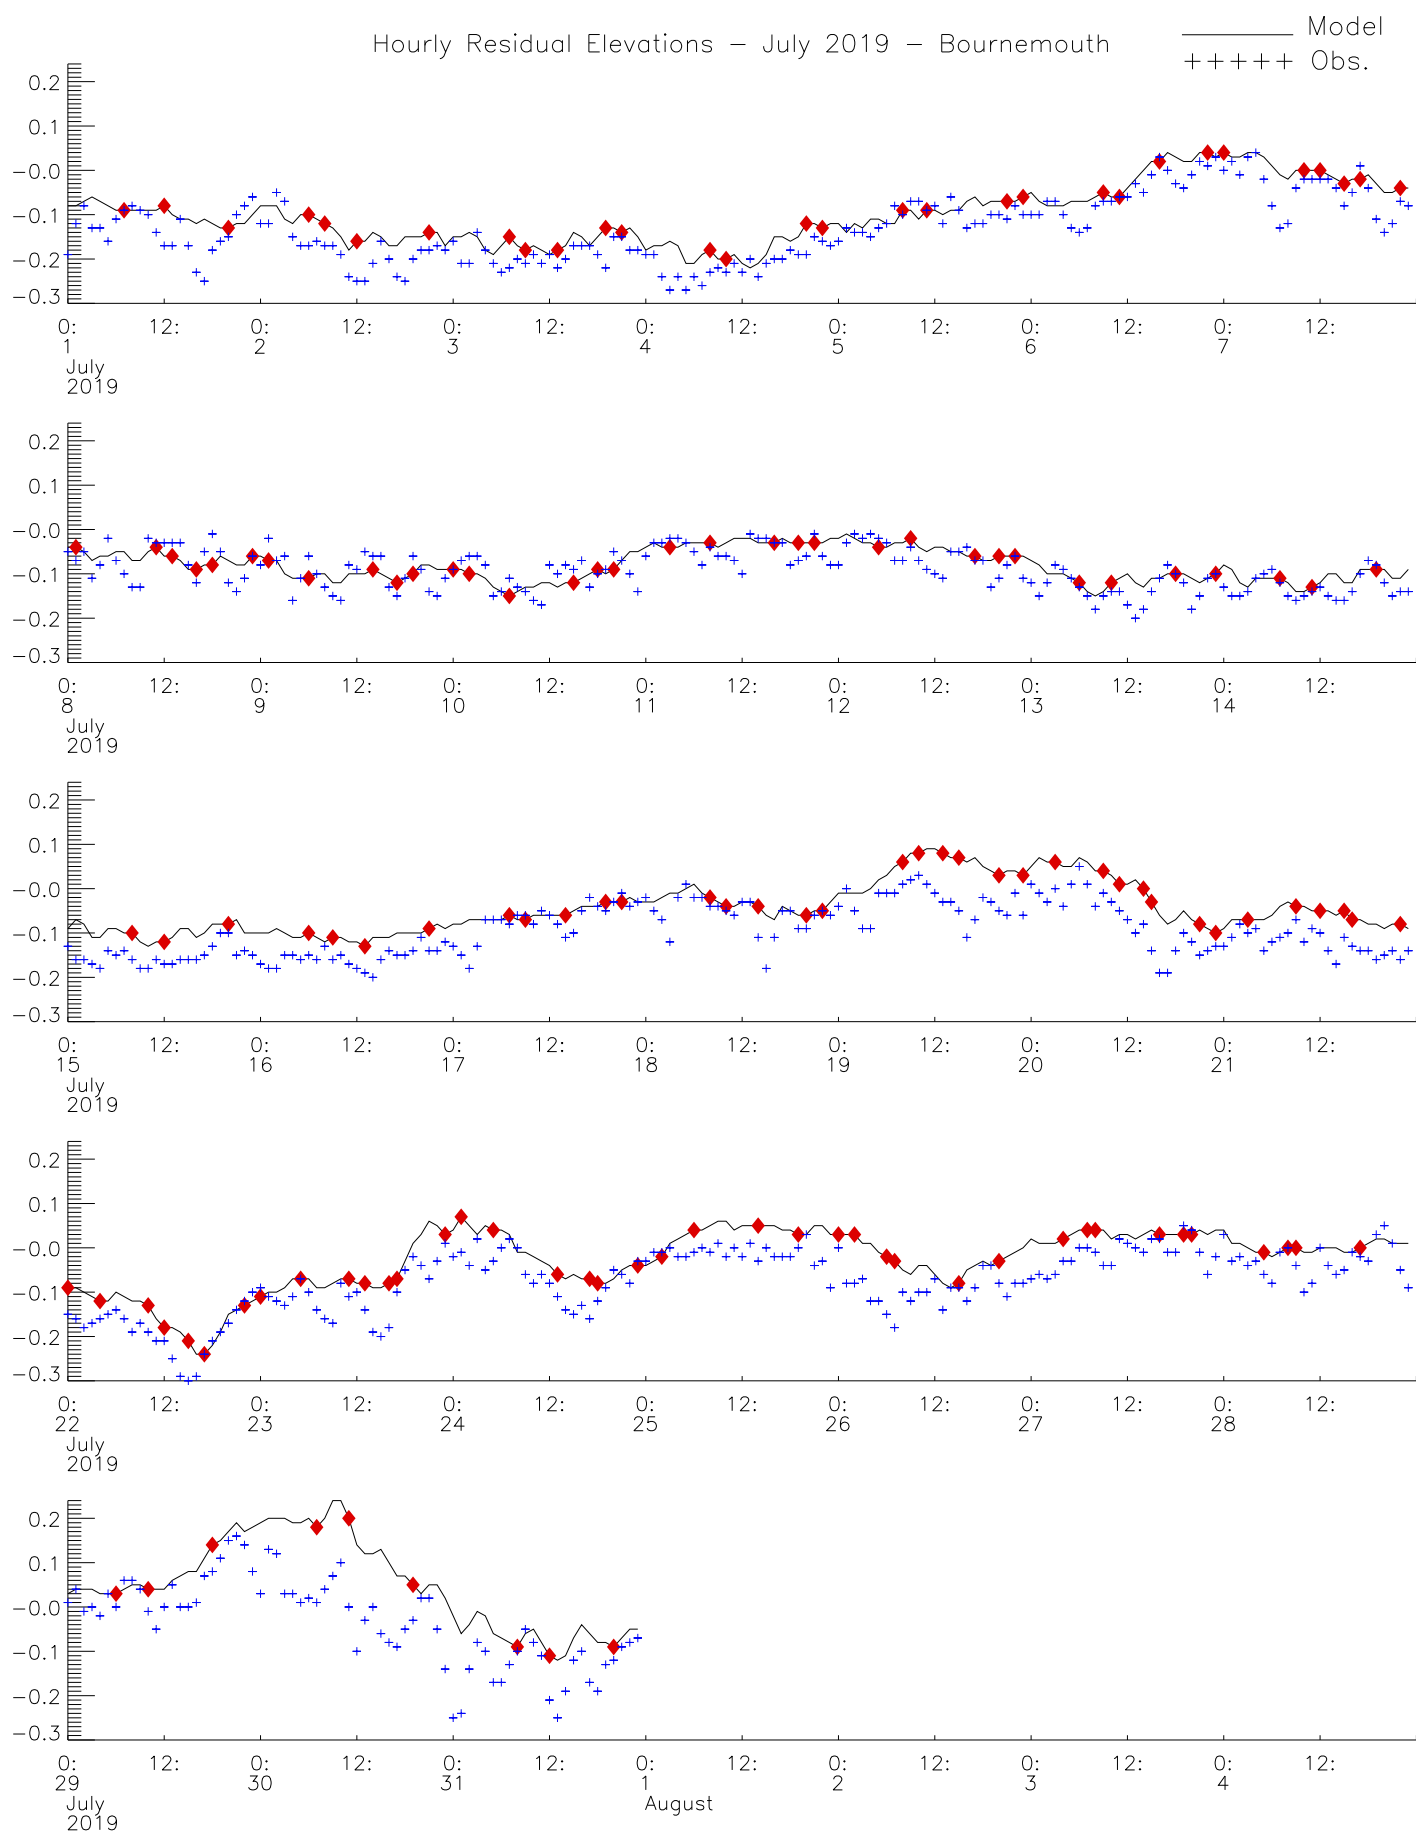 Hourly Residual Elevations – July 2019 – Bournemouth
Model
+++++ Obs.
0.2
0.1
−0.0
−0.1
−0.2
−0.3
0: 12: 0: 12: 0: 12: 0: 12: 0: 12: 0: 12: 0: 12:
1 2 3 4 5 6 7
July
2019
0.2
0.1
−0.0
−0.1
−0.2
−0.3
0: 12: 0: 12: 0: 12: 0: 12: 0: 12: 0: 12: 0: 12:
8 9 10 11 12 13 14
July
2019
0.2
0.1
−0.0
−0.1
−0.2
−0.3
0: 12: 0: 12: 0: 12: 0: 12: 0: 12: 0: 12: 0: 12:
15 16 17 18 19 20 21
July
2019
0.2
0.1
−0.0
−0.1
−0.2
−0.3
0: 12: 0: 12: 0: 12: 0: 12: 0: 12: 0: 12: 0: 12:
22 23 24 25 26 27 28
July
2019
0.2
0.1
−0.0
−0.1
−0.2
−0.3
0: 12: 0: 12: 0: 12: 0: 12: 0: 12: 0: 12: 0: 12:
29 30 31 1 2 3 4
July August
2019